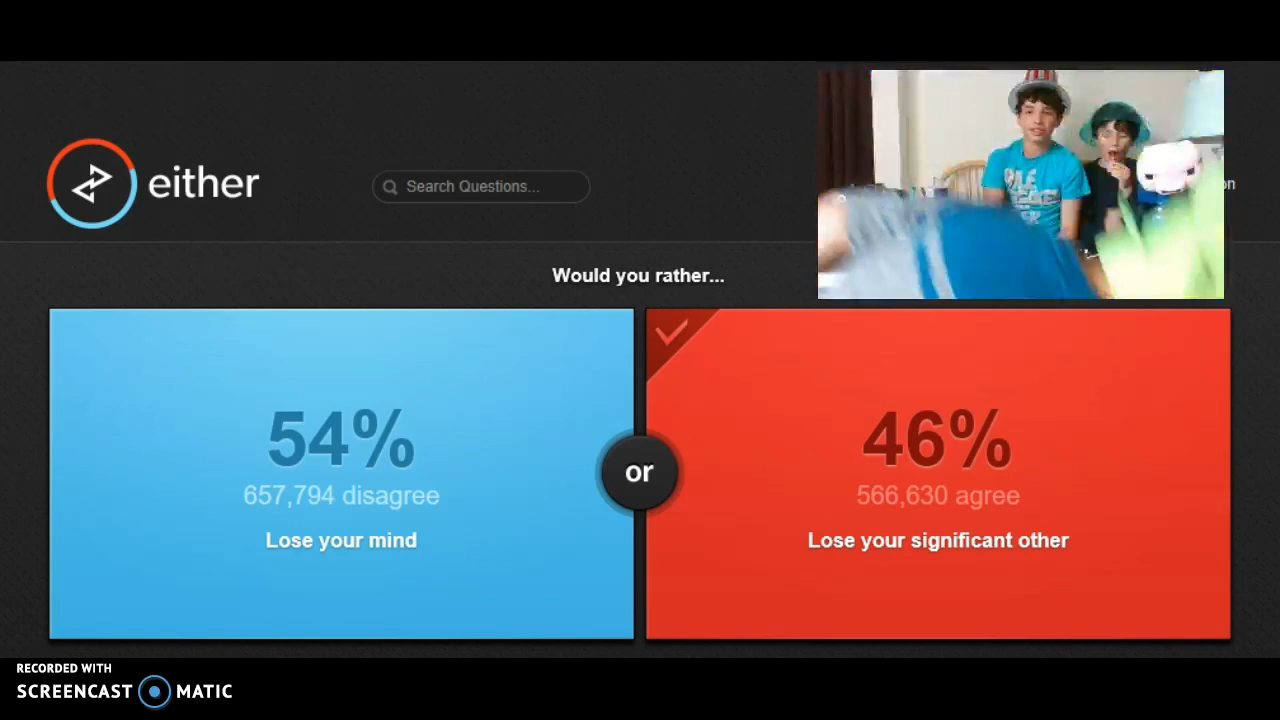 either
Search Questions...
on
Would you rather...
54%
657,794 disagree
Lose your mind
or
46%
566,630 agree
Lose your significant other
RECORDED WITH
SCREENCAST MATIC